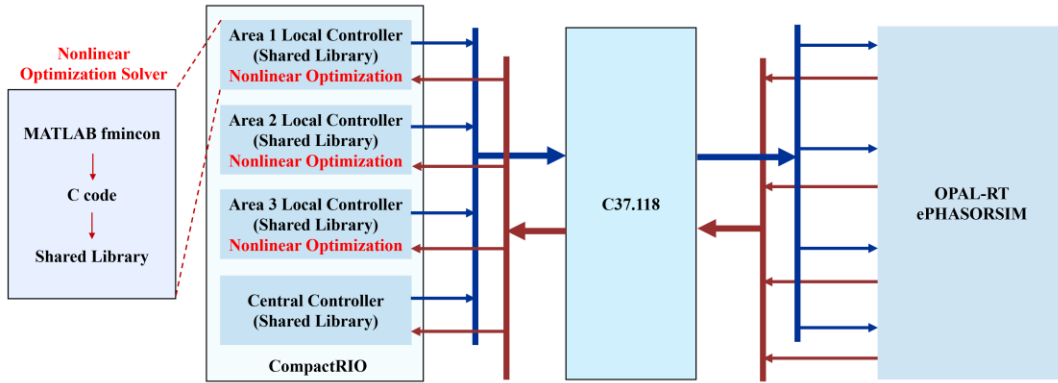 Nonlinear
Optimization Solver
MATLAB fmincon
C code
Shared Library
Area 1 Local Controller
(Shared Library)
Nonlinear Optimization
Area 2 Local Controller
(Shared Library)
Nonlinear Optimization
Area 3 Local Controller
(Shared Library)
Nonlinear Optimization
Central Controller
(Shared Library)
CompactRIO
C37.118
OPAL-RT
ePHASORSIM